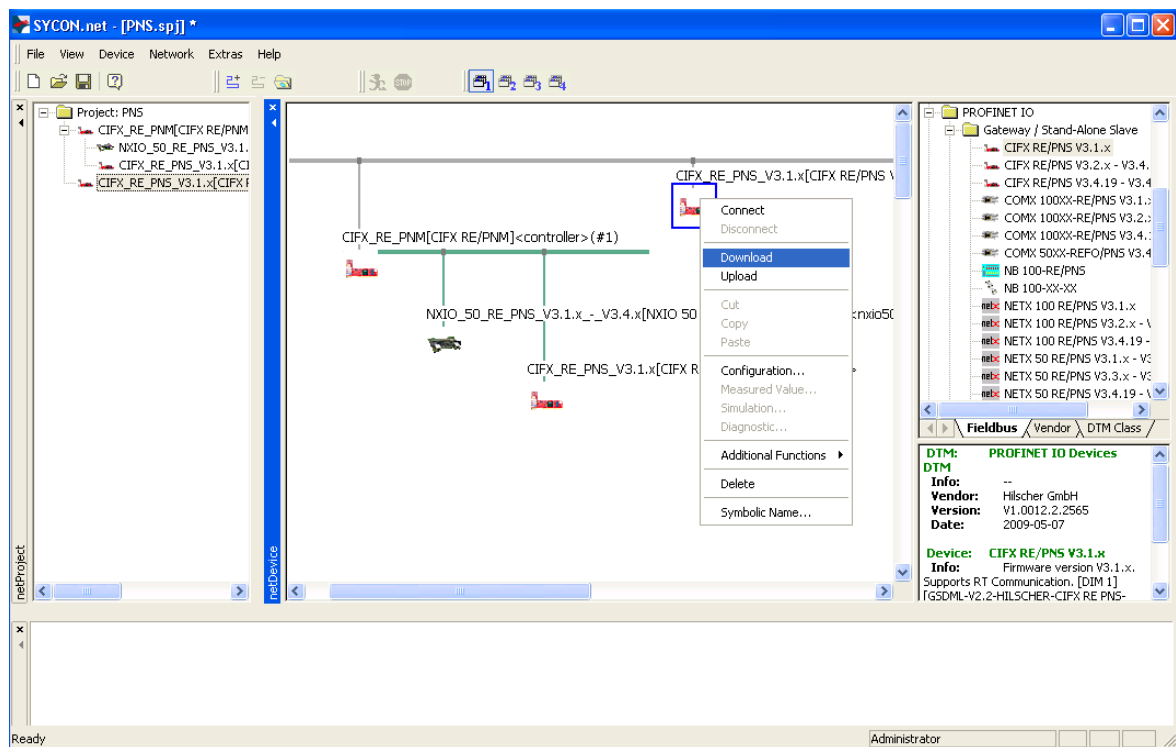 SYCON.net - [PNS.spj] *
File View Device Network Extras Help
Project: PNS
CIFX_RE_PNM[CIFX RE/PNM
NXIO_50_RE_PNS_V3.1.
CIFX_RE_PNS_V3.1.x[CI
CIFX_RE_PNS_V3.1.x[CIFX
netProject
netDevice
CIFX_RE_PNS_V3.1.x[CIFX RE/PNS
CIFX_RE_PNM[CIFX RE/PNM]<controller>(#1)
NXIO_50_RE_PNS_V3.1.x_-_V3.4.x[NXIO 50
<nxio50
CIFX_RE_PNS_V3.1.x[CIFX R
Connect
Disconnect
Download
Upload
Cut
Copy
Paste
Configuration...
Measured Value...
Simulation...
Diagnostic...
Additional Functions
Delete
Symbolic Name...
PROFINET IO
Gateway / Stand-Alone Slave
CIFX RE/PNS V3.1.x
CIFX RE/PNS V3.2.x - V3.4.
CIFX RE/PNS V3.4.19 - V3.4
COMX 100XX-RE/PNS V3.1.
COMX 100XX-RE/PNS V3.2.
COMX 100XX-RE/PNS V3.4.
COMX 50XX-REFO/PNS V3.4
NB 100-RE/PNS
NB 100-XX-XX
NETX 100 RE/PNS V3.1.x
NETX 100 RE/PNS V3.2.x -
NETX 100 RE/PNS V3.4.19 -
NETX 50 RE/PNS V3.1.x - V3
NETX 50 RE/PNS V3.3.x - V3
NETX 50 RE/PNS V3.4.19 -
Fieldbus Vendor DTM Class
DTM: PROFINET IO Devices
DTM
Info: --
Vendor: Hilscher GmbH
Version: V1.0012.2.2565
Date: 2009-05-07
Device: CIFX RE/PNS V3.1.x
Info: Firmware version V3.1.x.
Supports RT Communication. [DIM 1]
[GSDML-V2.2-HILSCHER-CIFX RE PNS-
Ready
Administrator